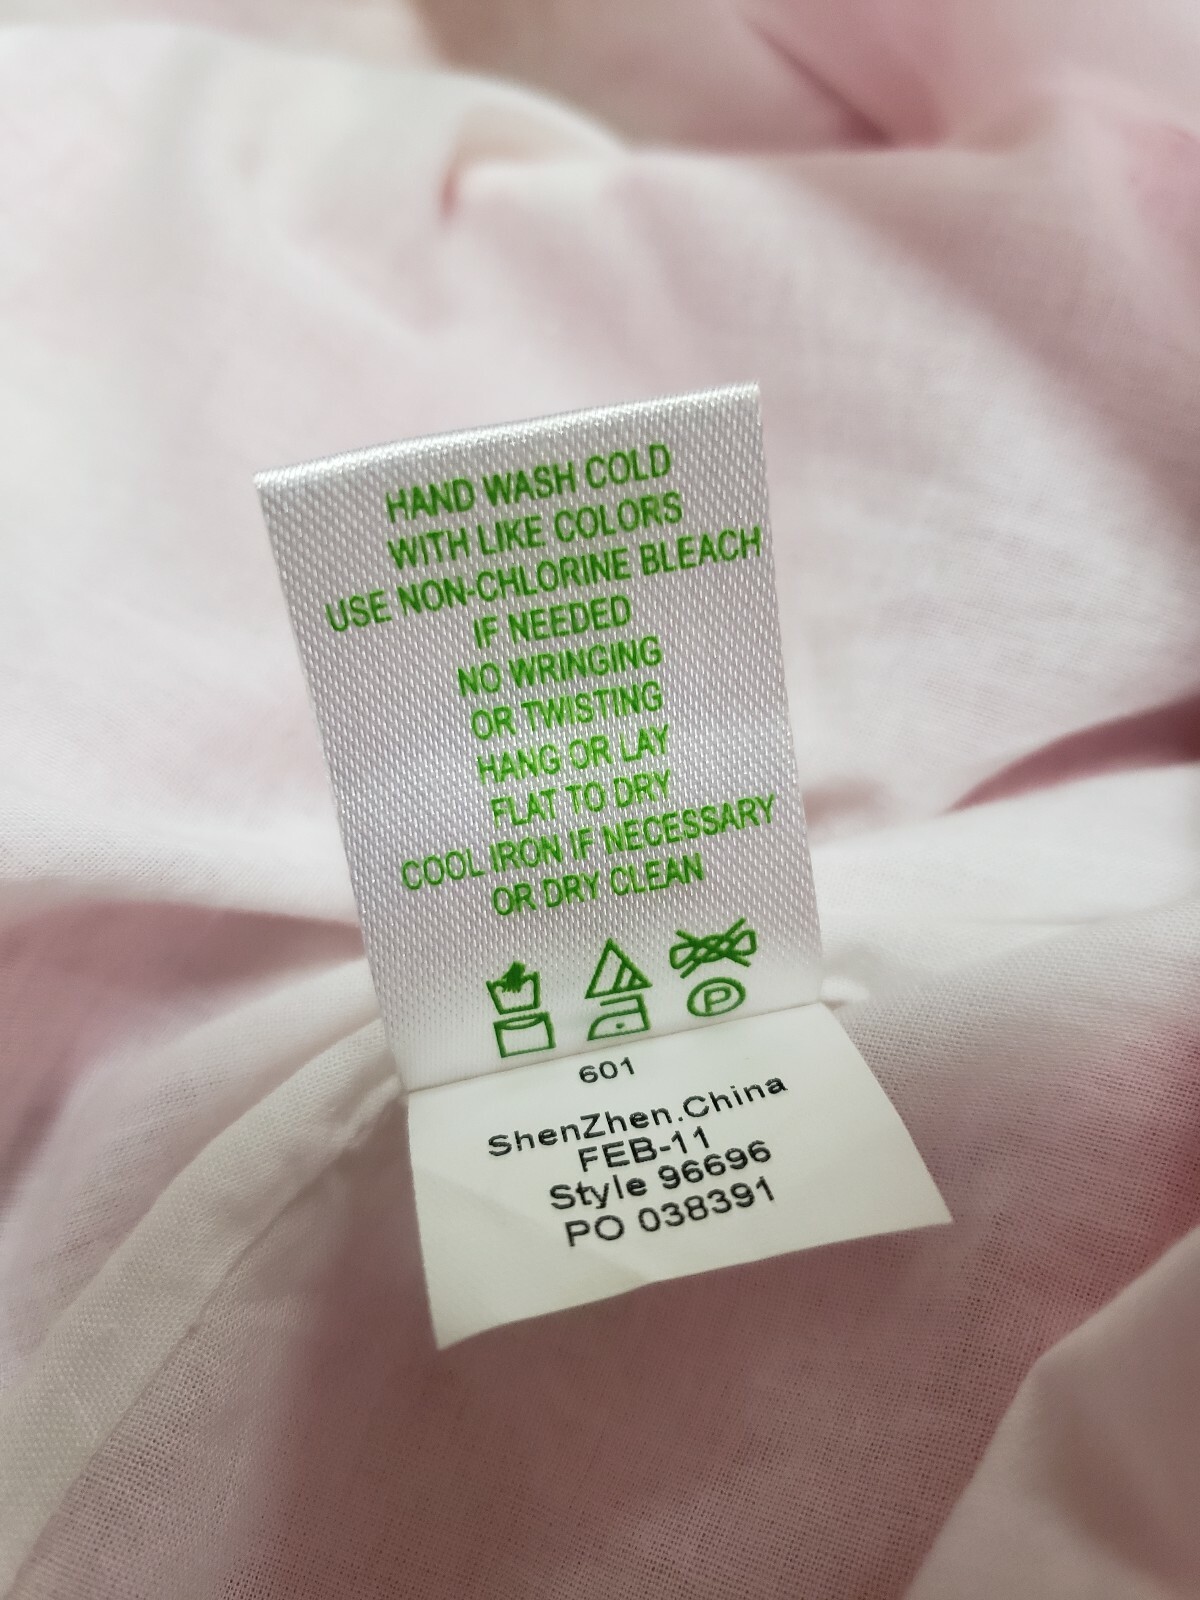 HAND WASH COLD
WITH LIKE COLORS
USE NON-CHLORINE BLEACH
IF NEEDED
NO WRINGING
OR TWISTING
HANG OR LAY
FLAT TO DRY
COOL IRON IF NECESSARY
OR DRY CLEAN
P
601
ShenZhen.China
FEB-11
Style 96696
PO 038391